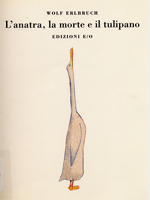 WOLF ERLBRUCH
L'anatra, la morte e il tulipano
EDIZIONI E/O